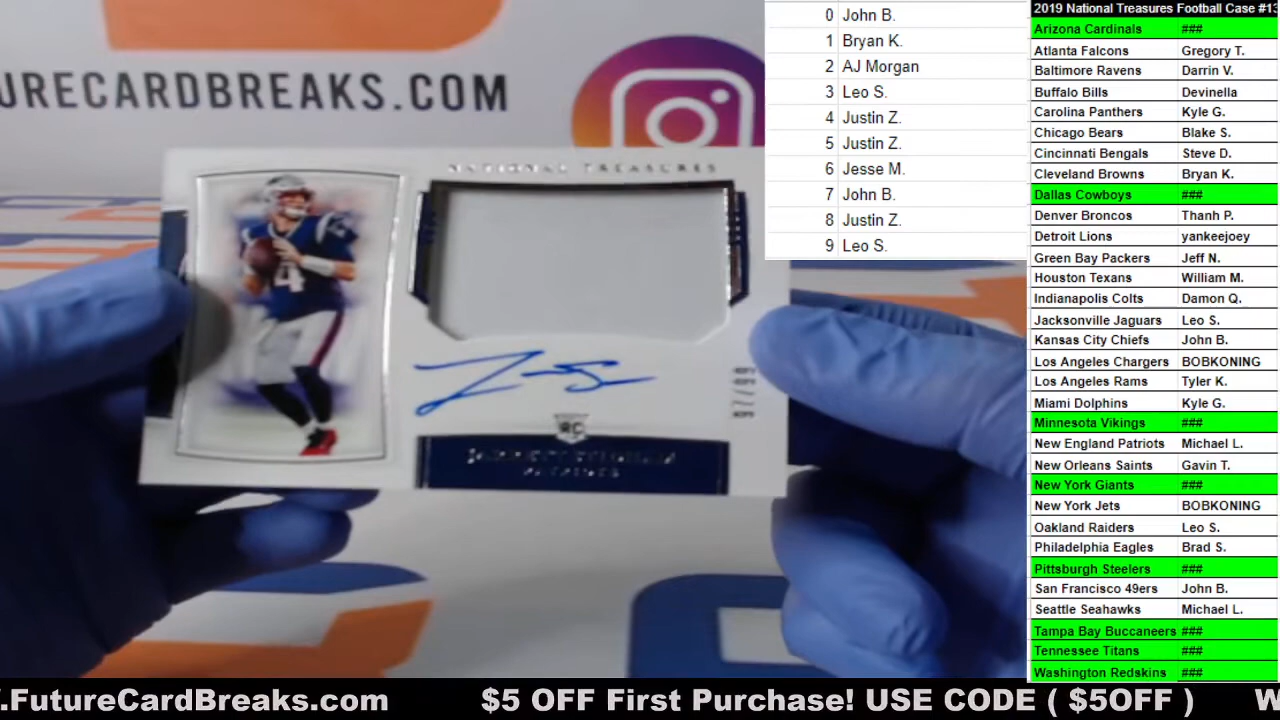 URECARDBREAKS.COM
NATIONAL TREASURES
4
RC
PATRIOTS
0 John B.
1 Bryan K.
2 AJ Morgan
3 Leo S.
4 Justin Z.
5 Justin Z.
6 Jesse M.
7 John B.
8 Justin Z.
9 Leo S.
2019 National Treasures Football Case #13
Arizona Cardinals ###
Atlanta Falcons Gregory T.
Baltimore Ravens Darrin V.
Buffalo Bills Devinella
Carolina Panthers Kyle G.
Chicago Bears Blake S.
Cincinnati Bengals Steve D.
Cleveland Browns Bryan K.
Dallas Cowboys ###
Denver Broncos Thanh P.
Detroit Lions yankeejoey
Green Bay Packers Jeff N.
Houston Texans William M.
Indianapolis Colts Damon Q.
Jacksonville Jaguars Leo S.
Kansas City Chiefs John B.
Los Angeles Chargers BOBKONING
Los Angeles Rams Tyler K.
Miami Dolphins Kyle G.
Minnesota Vikings ###
New England Patriots Michael L.
New Orleans Saints Gavin T.
New York Giants ###
New York Jets BOBKONING
Oakland Raiders Leo S.
Philadelphia Eagles Brad S.
Pittsburgh Steelers ###
San Francisco 49ers John B.
Seattle Seahawks Michael L.
Tampa Bay Buccaneers ###
Tennessee Titans ###
Washington Redskins ###
.FutureCardBreaks.com $5 OFF First Purchase! USE CODE ( $5OFF ) W